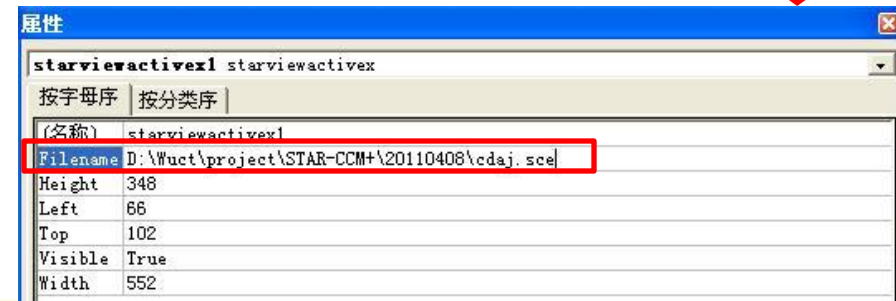 属性
starviewactivex1 starviewactivex
按字母序 按分类序
(名称) starviewactivex1
Filename D:\Wuct\project\STAR-CCM+\20110408\cdaj.sce
Height 348
Left 66
Top 102
Visible True
Width 552